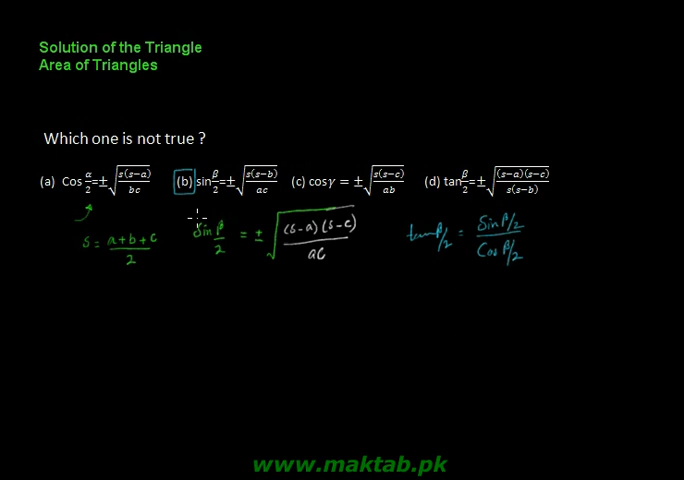 Solution of the Triangle
Area of Triangles
Which one is not true ?
(a) Cos α/2=±√(s(s−a)/bc) (b) sin β/2=±√(s(s−b)/ac) (c) cos γ = ±√(s(s−c)/ab) (d) tan β/2=±√((s−a)(s−c)/s(s−b))
S = a+b+c/2 Sin β/2 = ±√((s-a)(s-c)/ac) tan β/2 = Sin β/2 / Cos β/2
www.maktab.pk